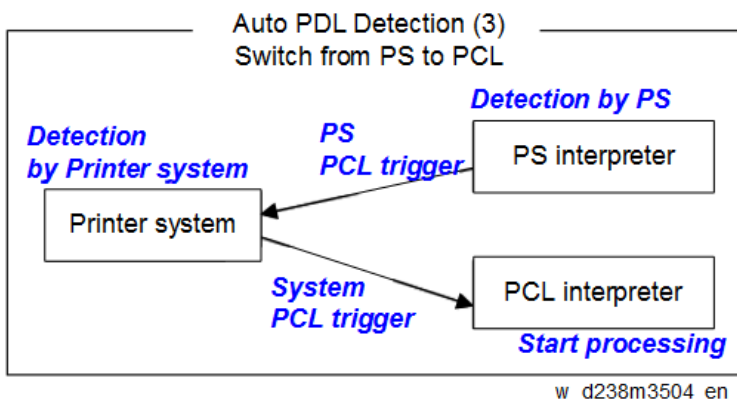 Auto PDL Detection (3)
Switch from PS to PCL
Detection by PS
Detection
by Printer system
PS
PCL trigger
PS interpreter
Printer system
System
PCL trigger
PCL interpreter
Start processing
w_d238m3504_en